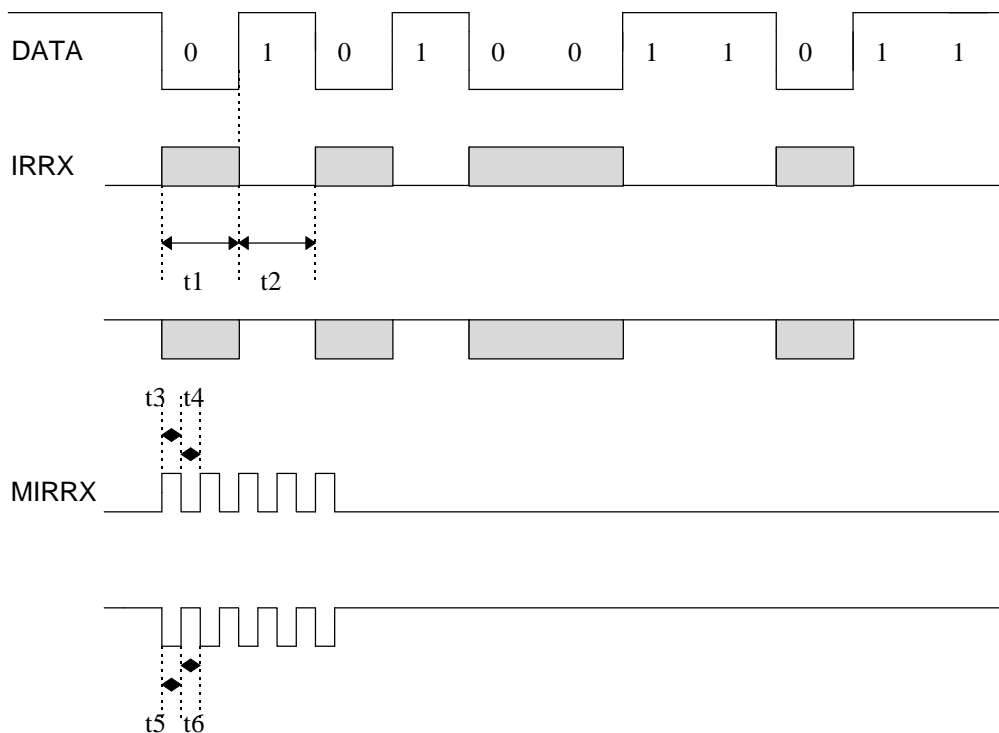 DATA 0 1 0 1 0 0 1 1 0 1 1
IRRX
t1 t2
t3 t4
MIRRX
t5 t6